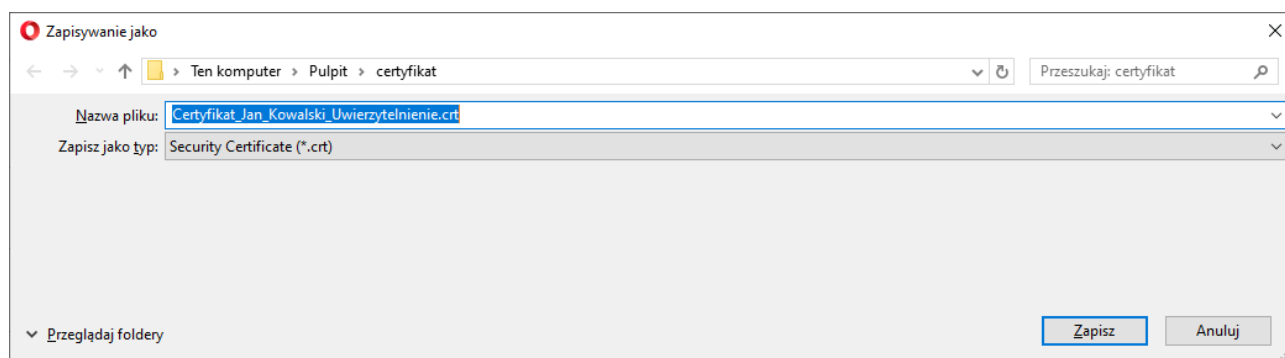 Zapisywanie jako
Ten komputer > Pulpit > certyfikat
Przeszukaj: certyfikat
Nazwa pliku: Certyfikat_Jan_Kowalski_Uwierzytelnienie.crt
Zapisz jako typ: Security Certificate (*.crt)
Przeglądaj foldery
Zapisz
Anuluj